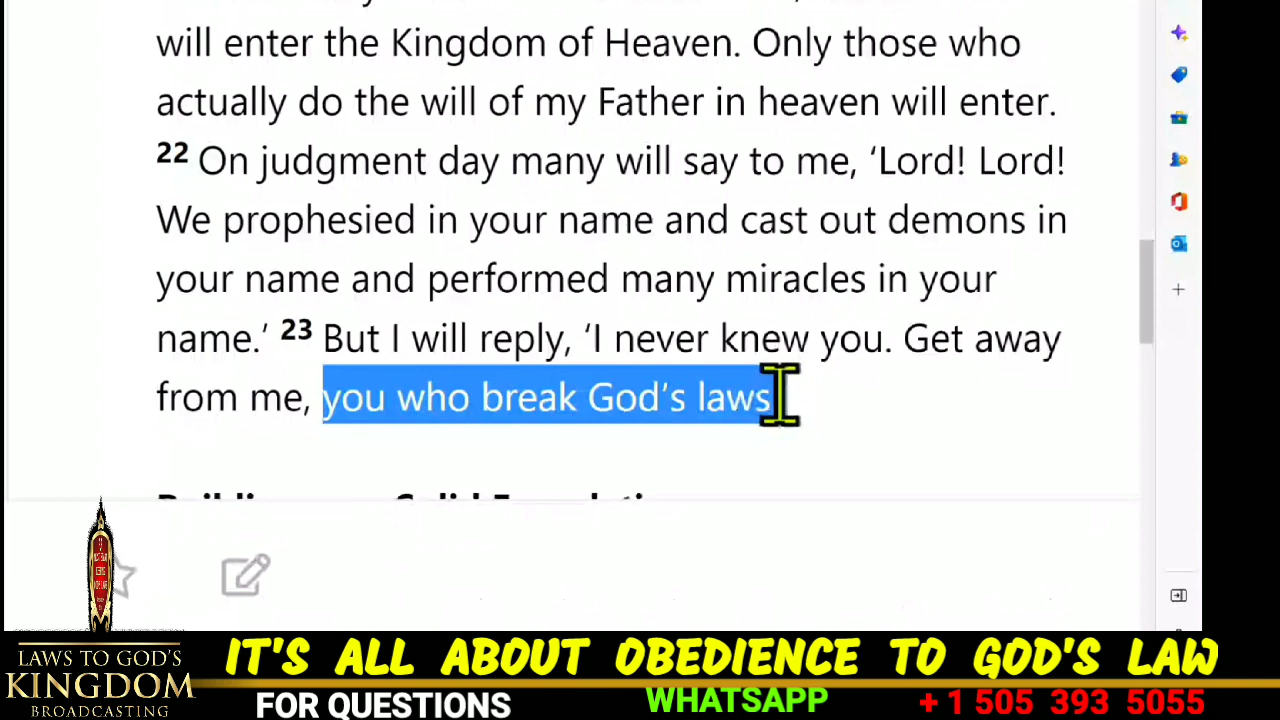 will enter the Kingdom of Heaven. Only those who
actually do the will of my Father in heaven will enter.
22 On judgment day many will say to me, ‘Lord! Lord!
We prophesied in your name and cast out demons in
your name and performed many miracles in your
name.’ 23 But I will reply, ‘I never knew you. Get away
from me, you who break God’s laws
LAWS TO GOD'S
KINGDOM
BROADCASTING
IT'S ALL ABOUT OBEDIENCE TO GOD'S LAW
FOR QUESTIONS WHATSAPP + 1 505 393 5055